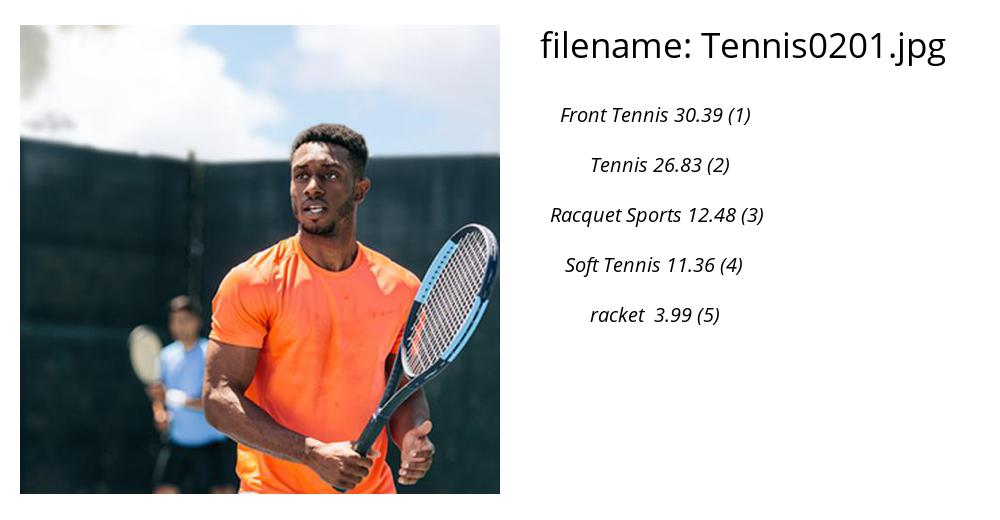 filename: Tennis0201.jpg
Front Tennis 30.39 (1)
Tennis 26.83 (2)
Racquet Sports 12.48 (3)
Soft Tennis 11.36 (4)
racket  3.99 (5)